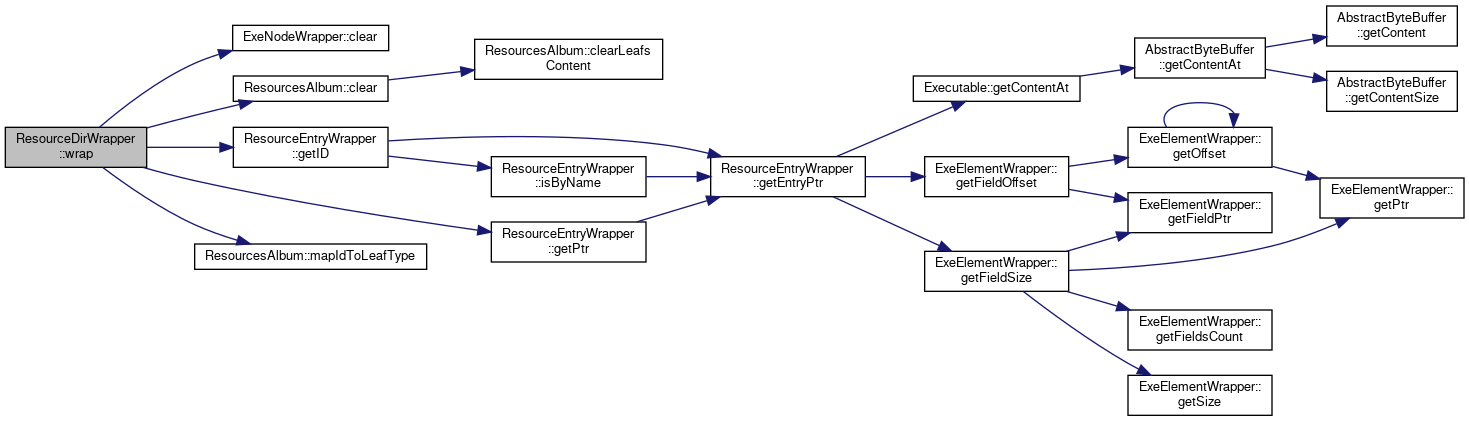 ResourceDirWrapper
::wrap
ExeNodeWrapper::clear
ResourcesAlbum::clear
ResourcesAlbum::clearLeafs
Content
ResourceEntryWrapper
::getID
ResourceEntryWrapper
::isByName
ResourceEntryWrapper
::getPtr
ResourcesAlbum::mapIdToLeafType
ResourceEntryWrapper
::getEntryPtr
Executable::getContentAt
AbstractByteBuffer
::getContentAt
AbstractByteBuffer
::getContent
AbstractByteBuffer
::getContentSize
ExeElementWrapper::
getFieldOffset
ExeElementWrapper::
getOffset
ExeElementWrapper::
getFieldPtr
ExeElementWrapper::
getPtr
ExeElementWrapper::
getFieldSize
ExeElementWrapper::
getFieldsCount
ExeElementWrapper::
getSize